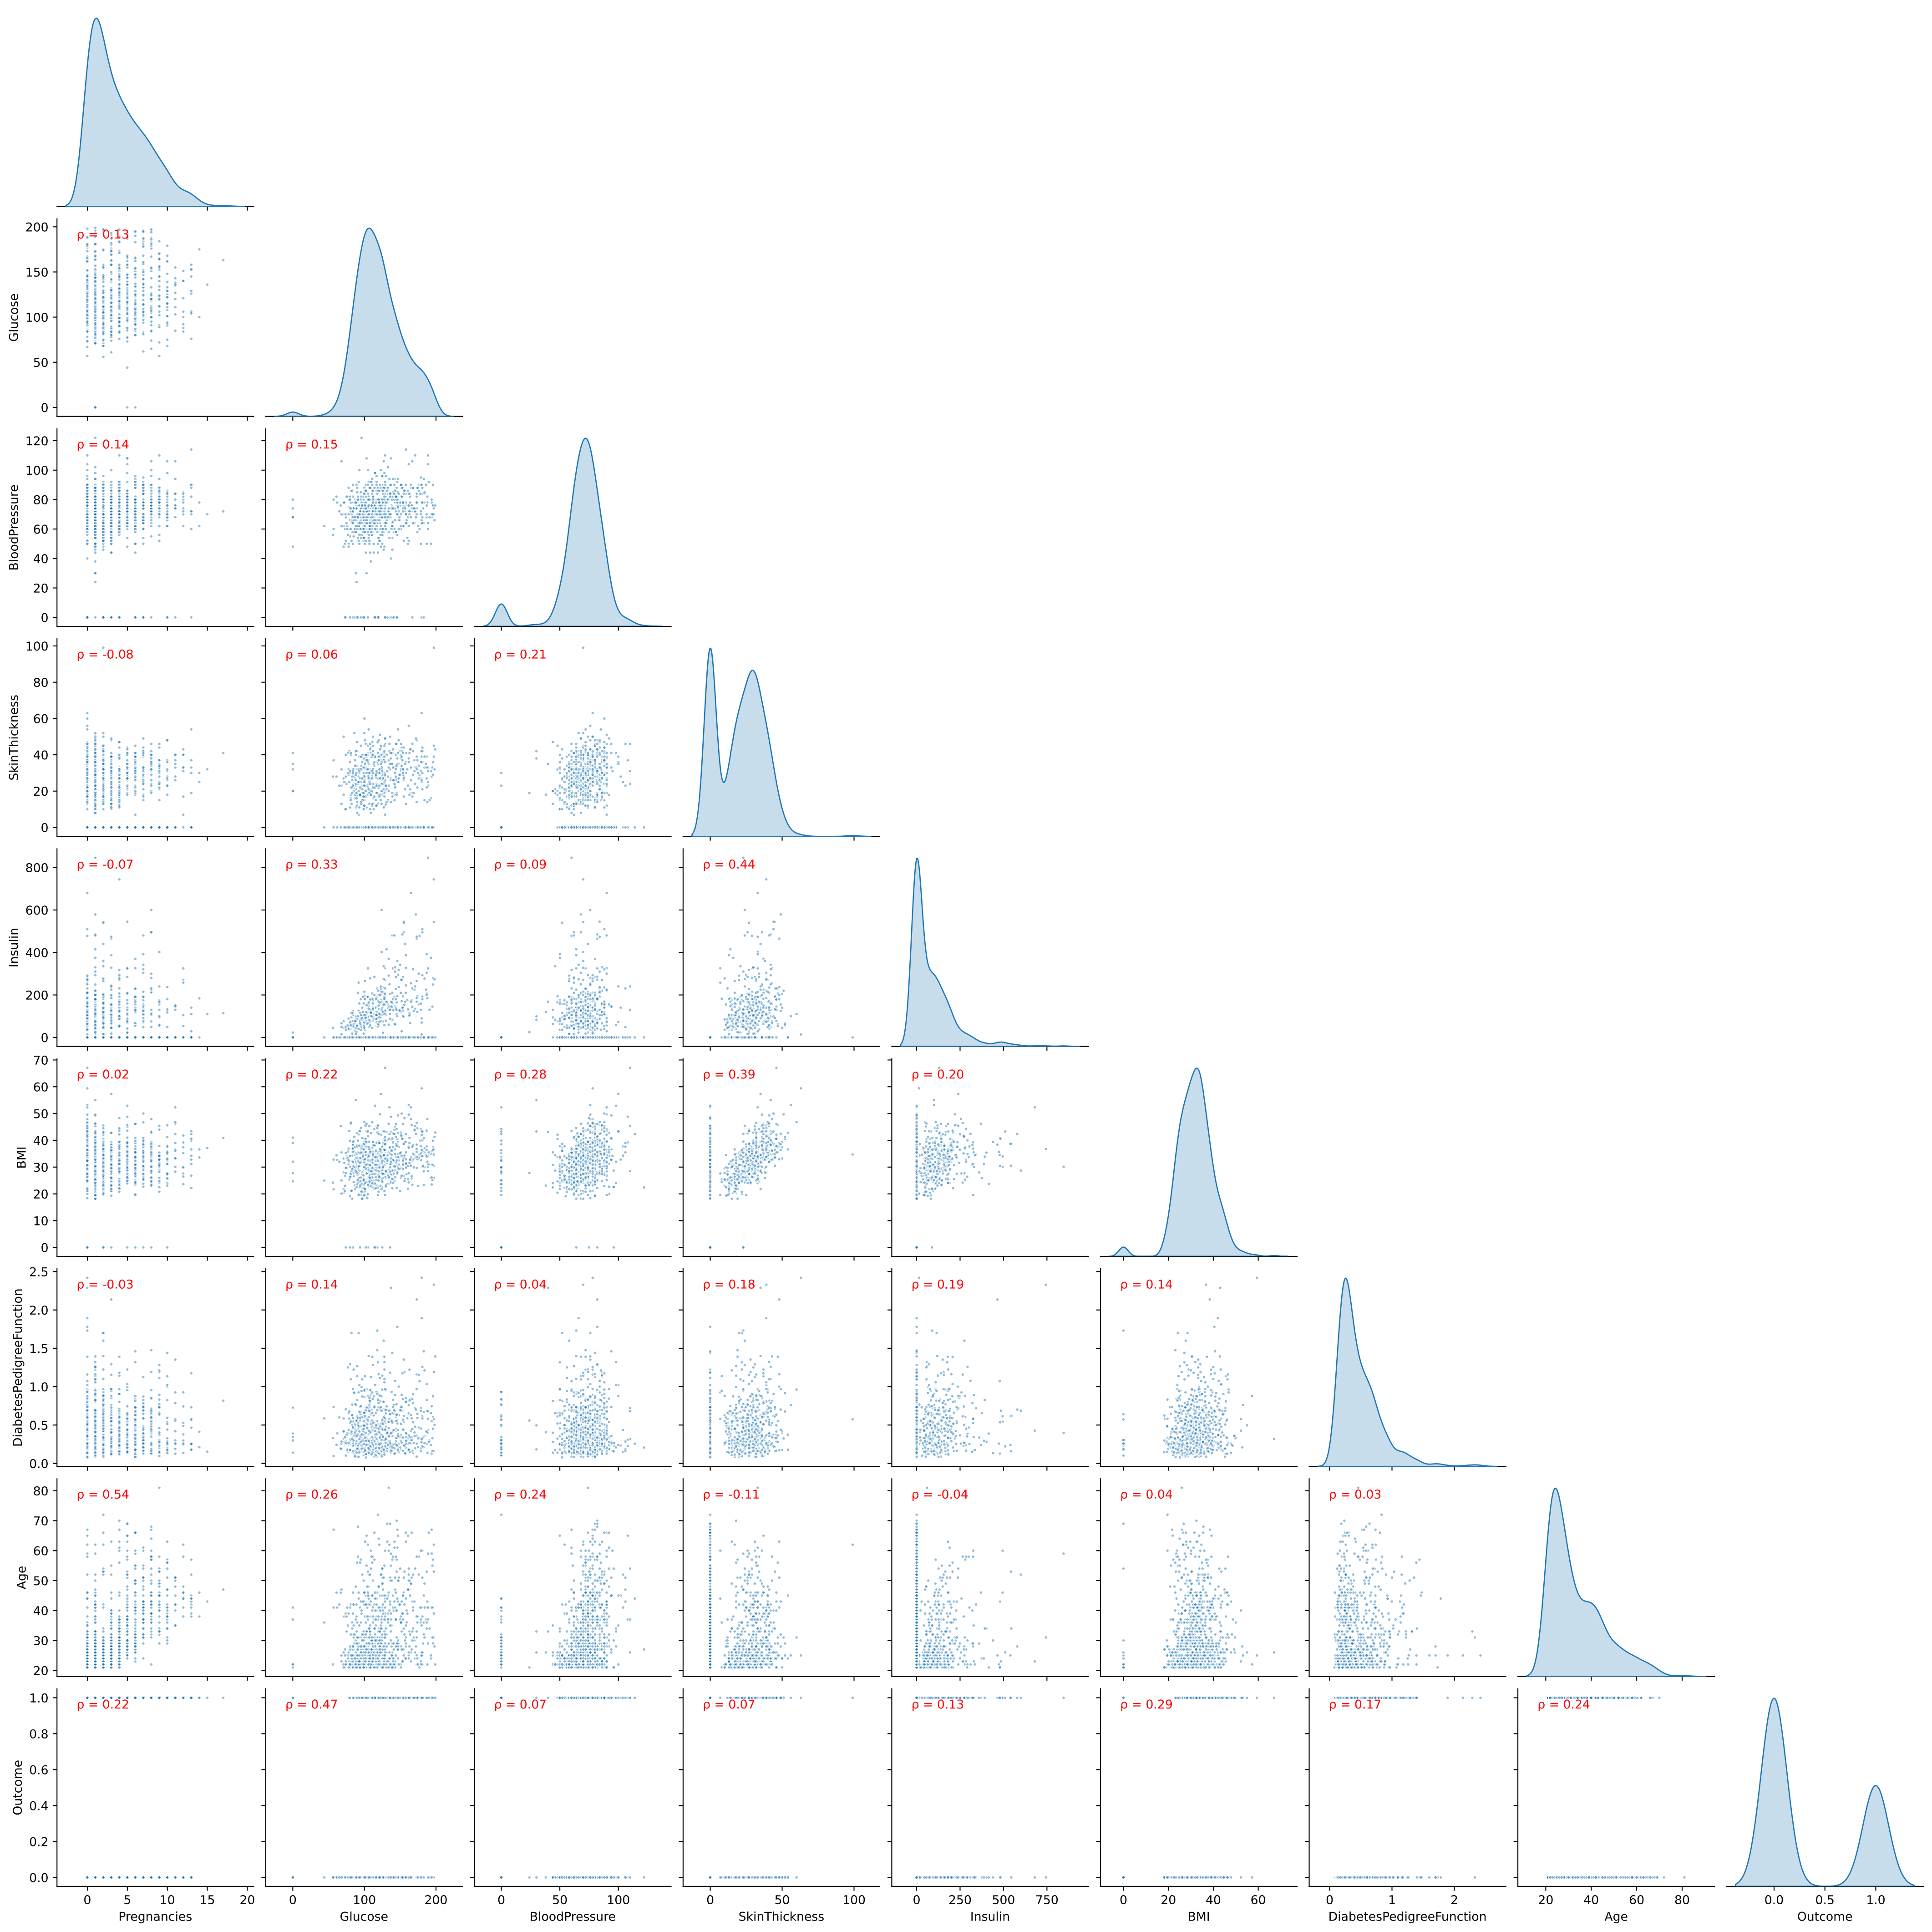 200
150
100
50
0
Glucose
ρ = 0.13
120
100
80
60
40
20
0
BloodPressure
ρ = 0.14
ρ = 0.15
100
80
60
40
20
0
SkinThickness
ρ = -0.08
ρ = 0.06
ρ = 0.21
800
600
400
200
0
Insulin
ρ = -0.07
ρ = 0.33
ρ = 0.09
ρ = 0.44
70
60
50
40
30
20
10
0
BMI
ρ = 0.02
ρ = 0.22
ρ = 0.28
ρ = 0.39
ρ = 0.20
2.5
2.0
1.5
1.0
0.5
0.0
DiabetesPedigreeFunction
ρ = -0.03
ρ = 0.14
ρ = 0.04
ρ = 0.18
ρ = 0.19
ρ = 0.14
80
70
60
50
40
30
20
Age
ρ = 0.54
ρ = 0.26
ρ = 0.24
ρ = -0.11
ρ = -0.04
ρ = 0.04
ρ = 0.03
1.0
0.8
0.6
0.4
0.2
0.0
Outcome
ρ = 0.22
ρ = 0.47
ρ = 0.07
ρ = 0.07
ρ = 0.13
ρ = 0.29
ρ = 0.17
ρ = 0.24
0 5 10 15 20
Pregnancies
0 100 200
Glucose
0 50 100
BloodPressure
0 50 100
SkinThickness
0 250 500 750
Insulin
0 20 40 60
BMI
0 1 2
DiabetesPedigreeFunction
20 40 60 80
Age
0.0 0.5 1.0
Outcome